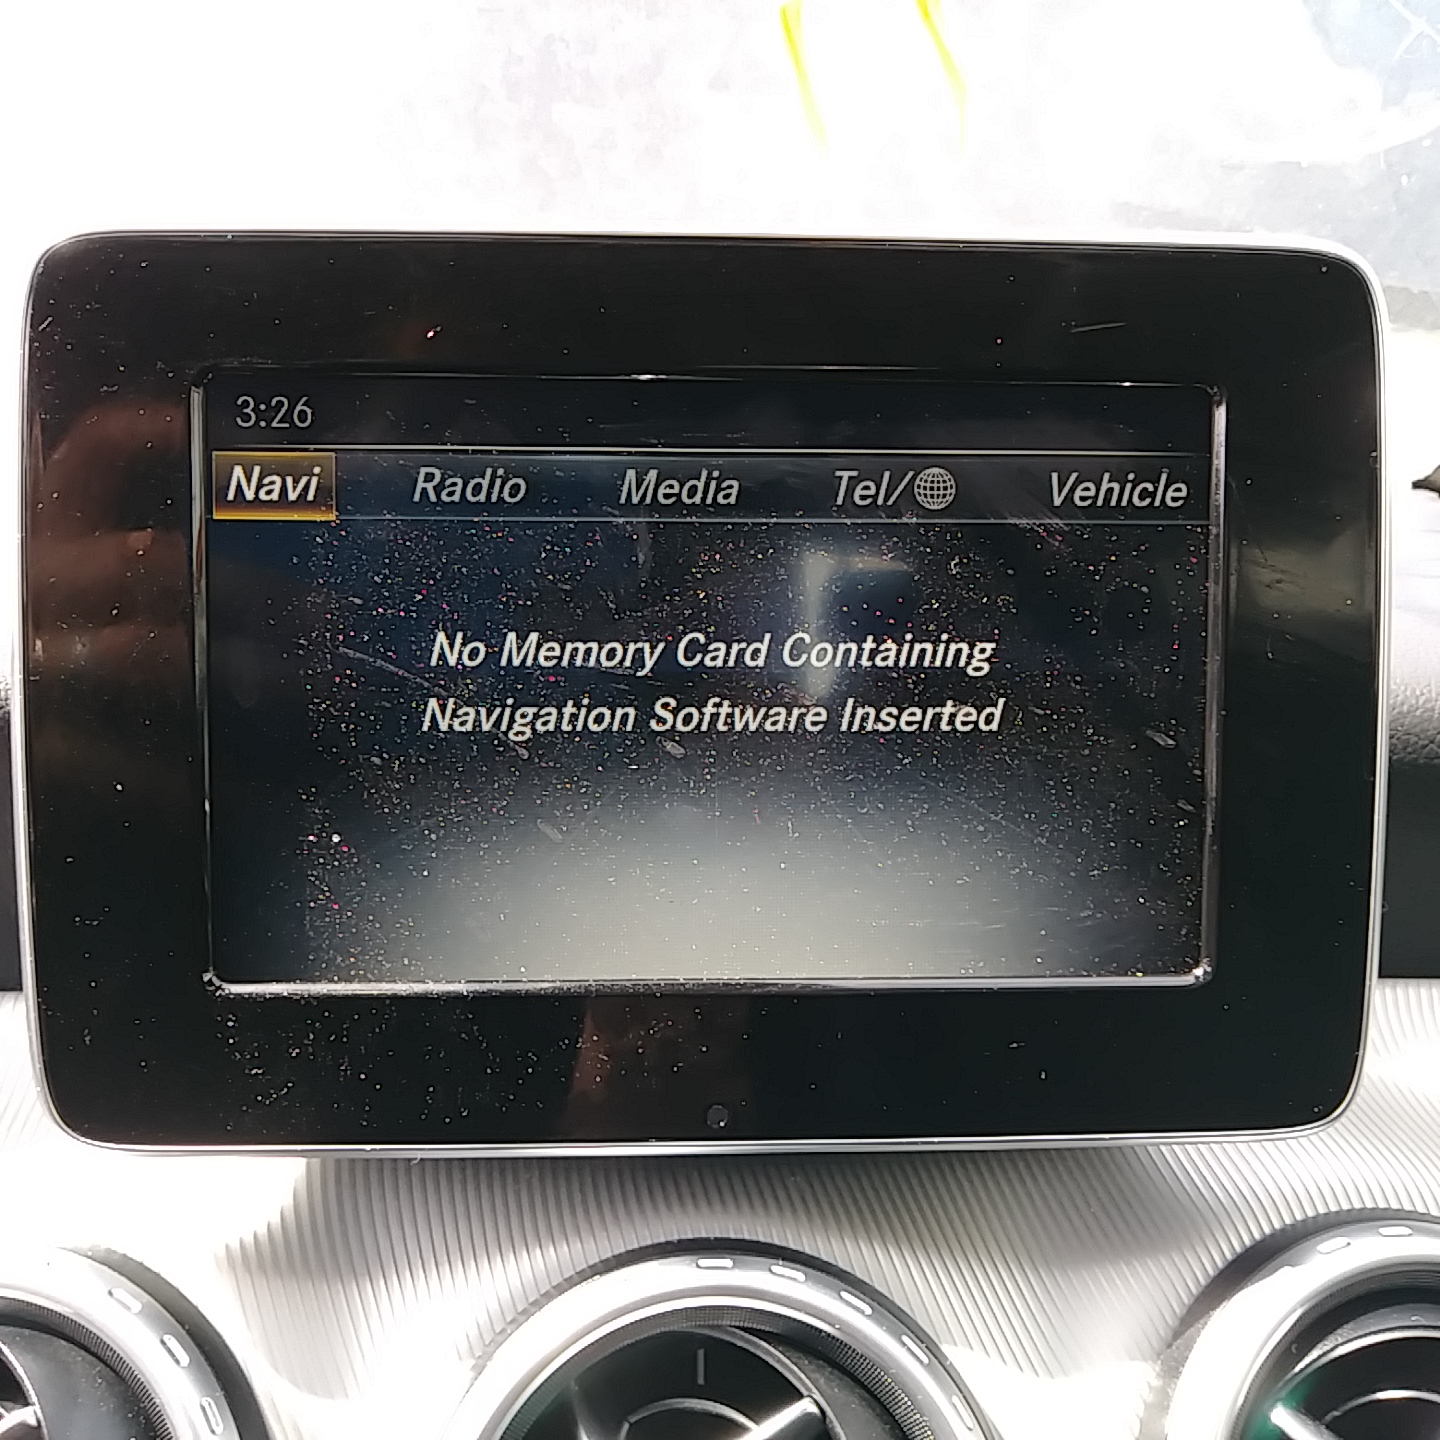 3:26
Navi Radio Media Tel/ Vehicle
No Memory Card Containing
Navigation Software Inserted